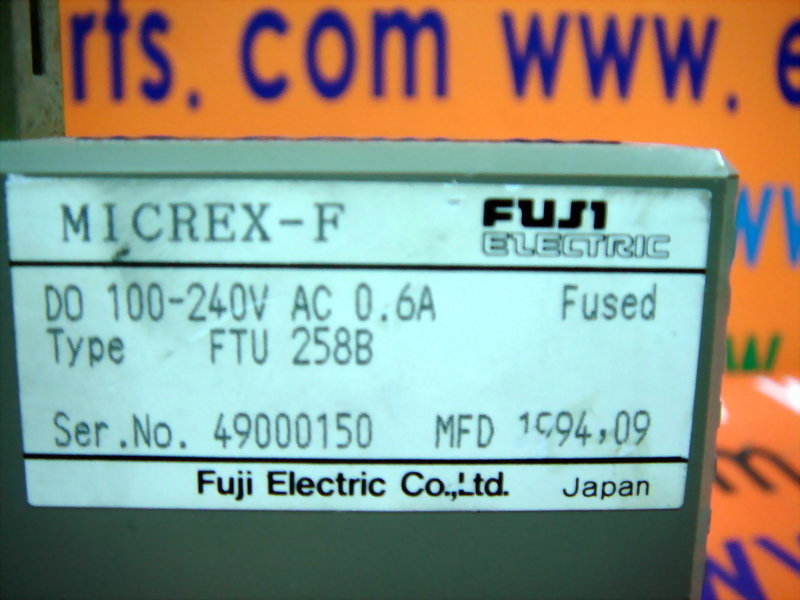 rts. com www. e
MICREX-F
FUJI
ELECTRIC
DO 100-240V AC 0.6A Fused
Type FTU 258B
Ser.No. 49000150 MFD 1994,09
Fuji Electric Co.,Ltd. Japan